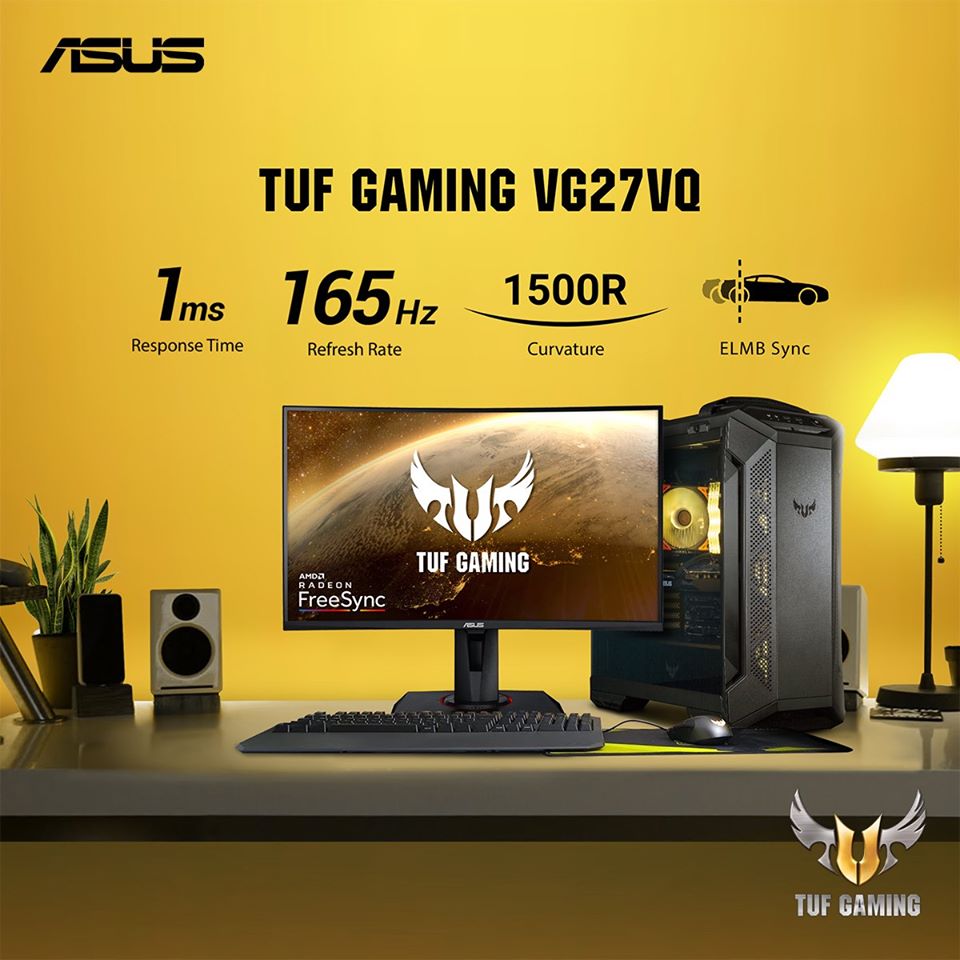 ASUS
TUF GAMING VG27VQ
1ms
Response Time
165Hz
Refresh Rate
1500R
Curvature
ELMB Sync
TUF GAMING
AMD
RADEON
FreeSync
ASUS
TUF GAMING